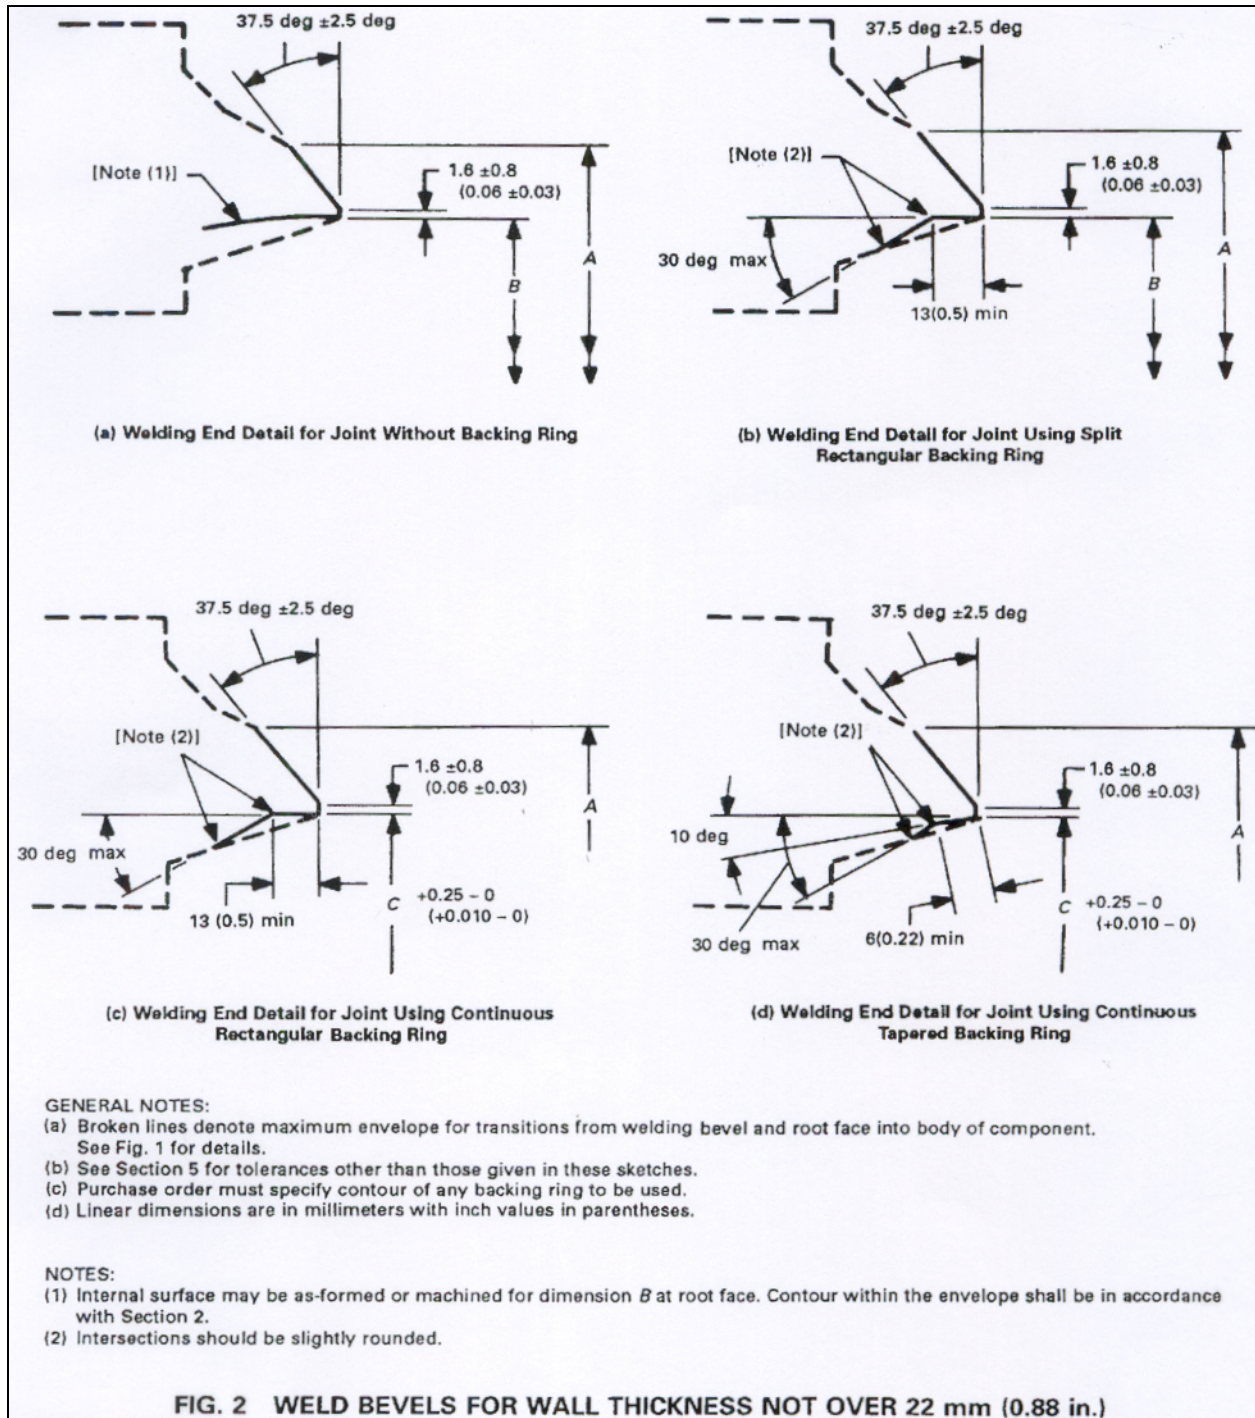 37.5 deg ±2.5 deg
[Note (1)]
1.6 ±0.8
(0.06 ±0.03)
A
B
(a) Welding End Detail for Joint Without Backing Ring
37.5 deg ±2.5 deg
[Note (2)]
1.6 ±0.8
(0.06 ±0.03)
A
30 deg max
B
13(0.5) min
(b) Welding End Detail for Joint Using Split
Rectangular Backing Ring
37.5 deg ±2.5 deg
[Note (2)]
1.6 ±0.8
(0.06 ±0.03)
A
30 deg max
C +0.25 – 0
(+0.010 – 0)
13 (0.5) min
(c) Welding End Detail for Joint Using Continuous
Rectangular Backing Ring
37.5 deg ±2.5 deg
[Note (2)]
1.6 ±0.8
(0.06 ±0.03)
10 deg
A
C +0.25 – 0
(+0.010 – 0)
30 deg max
6(0.22) min
(d) Welding End Detail for Joint Using Continuous
Tapered Backing Ring
GENERAL NOTES:
(a) Broken lines denote maximum envelope for transitions from welding bevel and root face into body of component.
See Fig. 1 for details.
(b) See Section 5 for tolerances other than those given in these sketches.
(c) Purchase order must specify contour of any backing ring to be used.
(d) Linear dimensions are in millimeters with inch values in parentheses.
NOTES:
(1) Internal surface may be as-formed or machined for dimension B at root face. Contour within the envelope shall be in accordance
with Section 2.
(2) Intersections should be slightly rounded.
FIG. 2 WELD BEVELS FOR WALL THICKNESS NOT OVER 22 mm (0.88 in.)